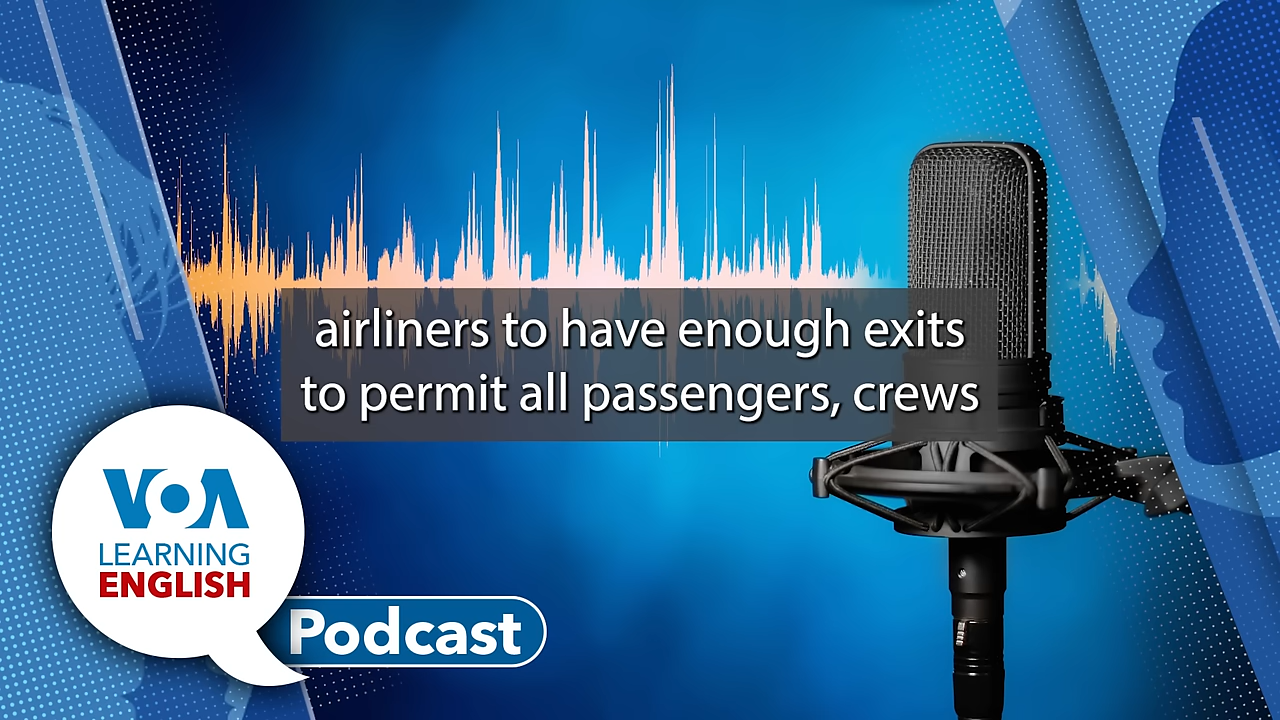 airliners to have enough exits
to permit all passengers, crews
VOA
LEARNING
ENGLISH
Podcast